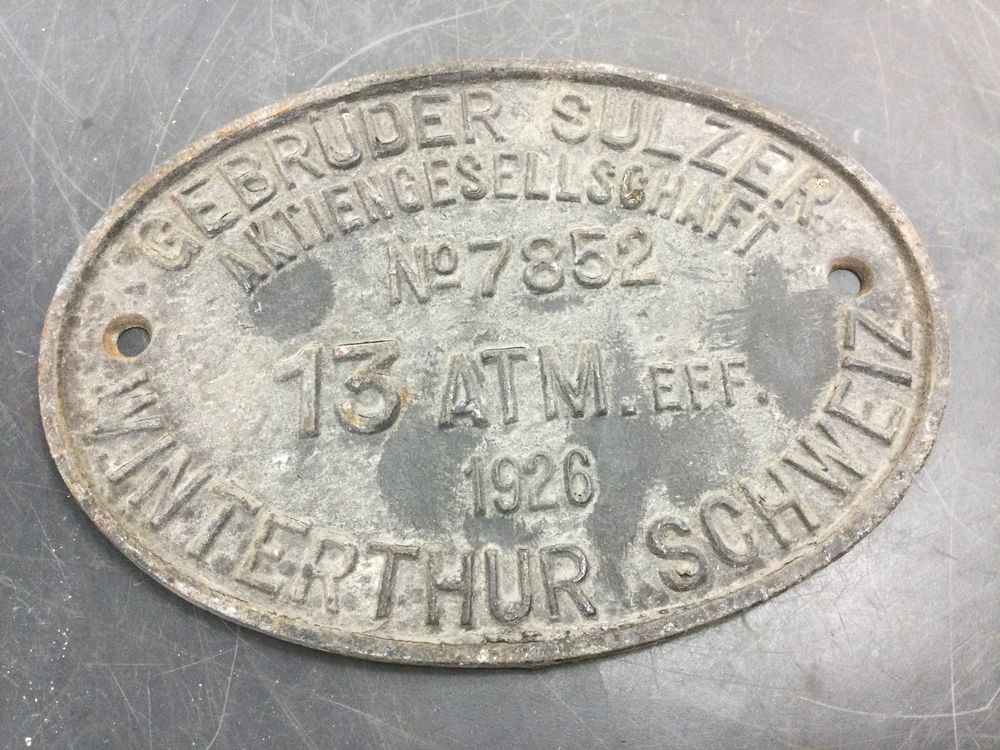 GEBRÜDER SULZER
AKTIENGESELLSCHAFT
No 7852
13 ATM. EFF.
1926
WINTERTHUR SCHWEIZ